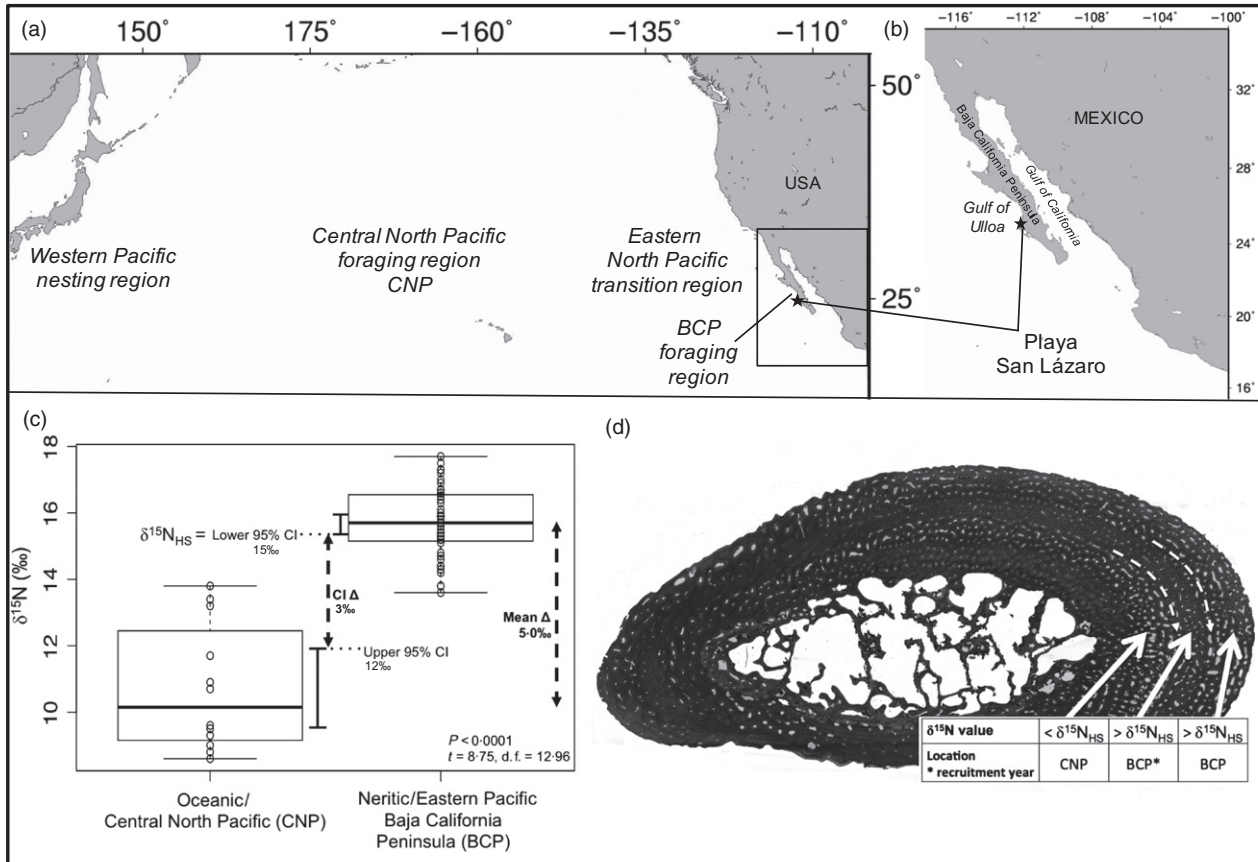 (a)
150˚ 175˚ −160˚ −135˚ −110˚
50˚
25˚
USA
Western Pacific
nesting region
Central North Pacific
foraging region
CNP
Eastern
North Pacific
transition region
BCP
foraging
region
(b)
−116˚ −112˚ −108˚ −104˚ −100˚
32˚
28˚
24˚
20˚
16˚
MEXICO
Baja California Peninsula
Gulf of California
Gulf of
Ulloa
Playa
San Lázaro
(c)
δ15N (‰)
18
16
14
12
10
δ15NHS = Lower 95% CI
15‰
CI Δ
3‰
Upper 95% CI
12‰
Mean Δ
5·0‰
P < 0·0001
t = 8·75, d.f. = 12·96
Oceanic/
Central North Pacific (CNP)
Neritic/Eastern Pacific
Baja California
Peninsula (BCP)
(d)
δ15N value < δ15NHS > δ15NHS > δ15NHS
Location
* recruitment year
CNP BCP* BCP